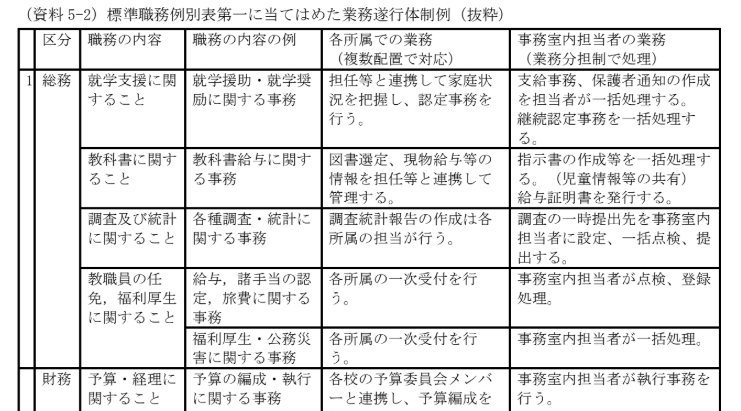 （資料 5-2）標準職務例別表第一に当てはめた業務遂行体制例（抜粋）
区分
職務の内容
職務の内容の例
各所属での業務
（複数配置で対応）
事務室内担当者の業務
（業務分担制で処理）
1
総務
就学支援に関
すること
就学援助・就学奨
励に関する事務
担任等と連携して家庭状
況を把握し、認定事務を
行う。
支給事務、保護者通知の作成
を担当者が一括処理する。
継続認定事務を一括処理す
る。
教科書に関す
ること
教科書給与に関す
る事務
図書選定、現物給与等の
情報を担任等と連携して
管理する。
指示書の作成等を一括処理す
る。（児童情報等の共有）
給与証明書を発行する。
調査及び統計
に関すること
各種調査・統計に
関する事務
調査統計報告の作成は各
所属の担当が行う。
調査の一時提出先を事務室内
担当者に設定、一括点検、提
出する。
教職員の任
免，福利厚生
に関すること
給与，諸手当の認
定，旅費に関する
事務
各所属の一次受付を行
う。
事務室内担当者が点検、登録
処理。
福利厚生・公務災
害に関する事務
各所属の一次受付を行
う。
事務室内担当者が一括処理。
財務
予算・経理に
関すること
予算の編成・執行
に関する事務
各校の予算委員会メンバ
ーと連携し、予算編成を
事務室内担当者が執行事務を
行う。